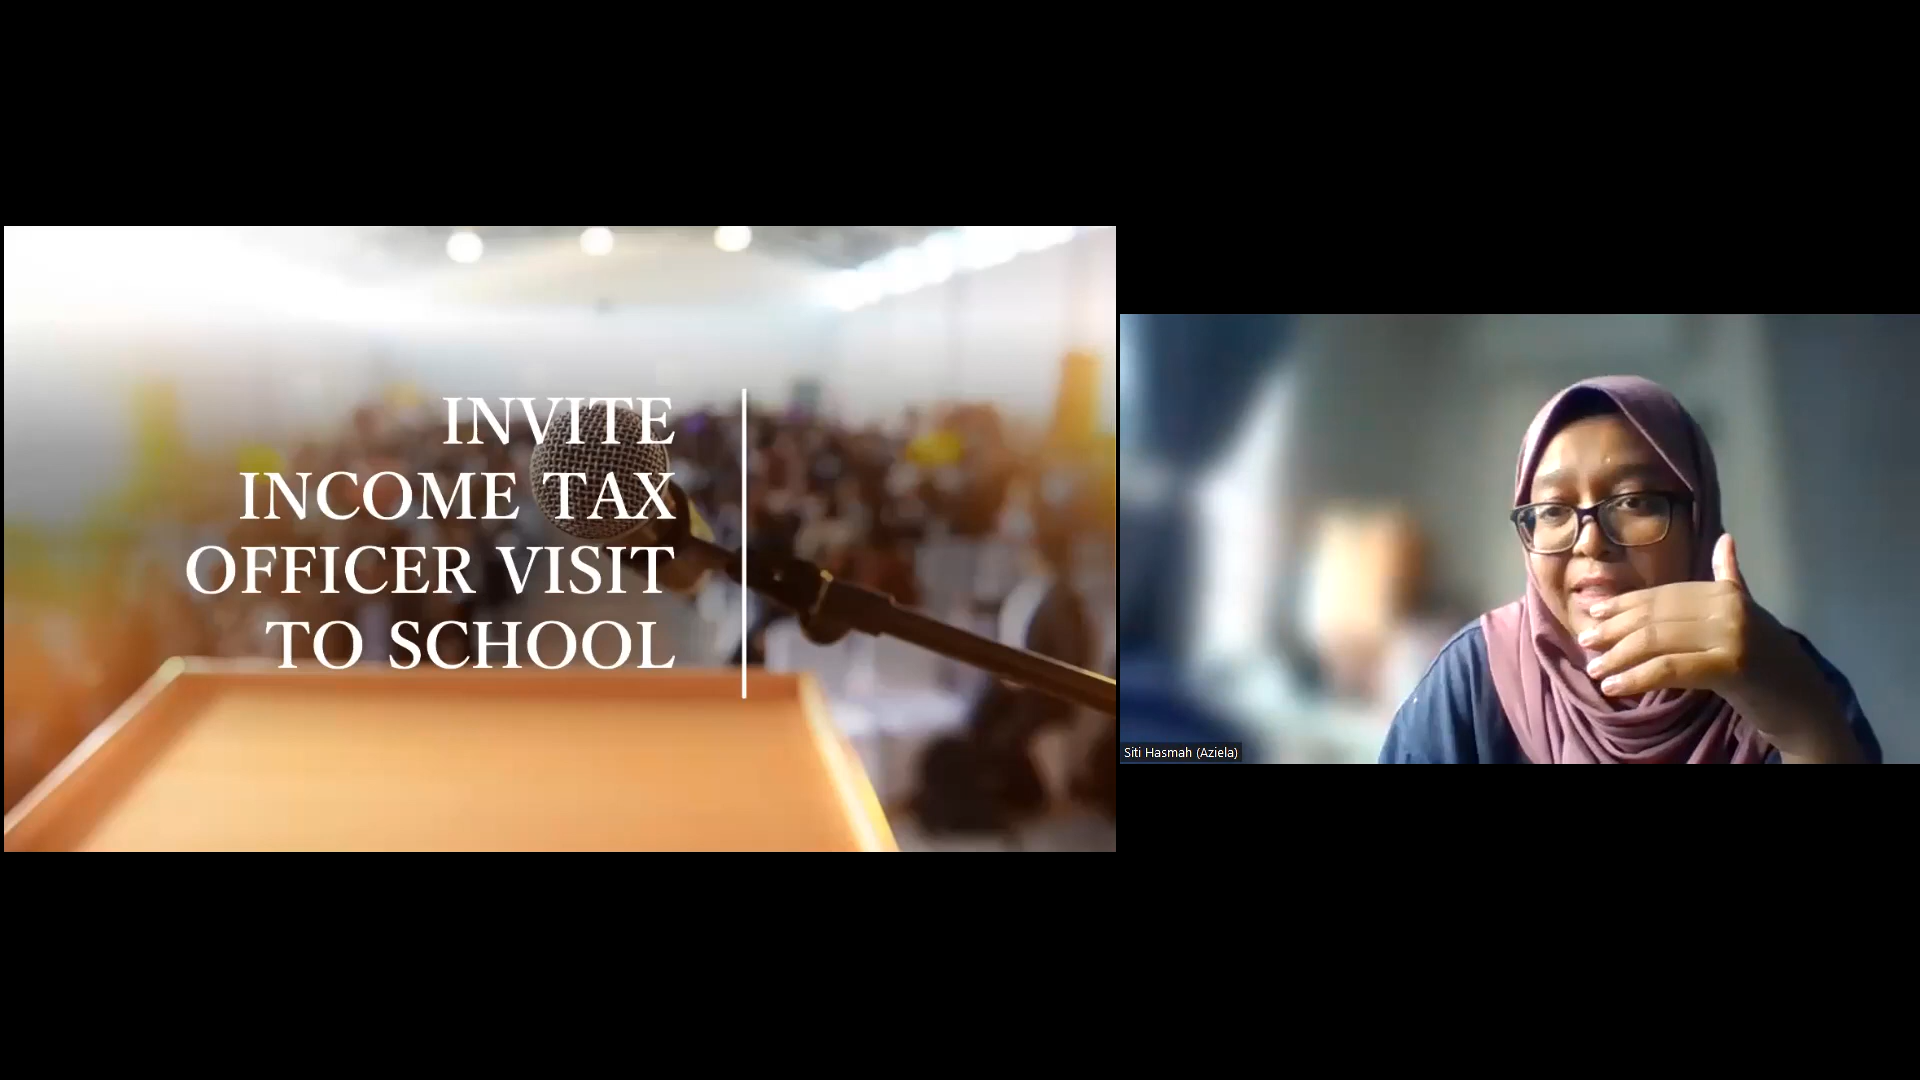 INVITE
INCOME TAX
OFFICER VISIT
TO SCHOOL
Siti Hasmah (Aziela)